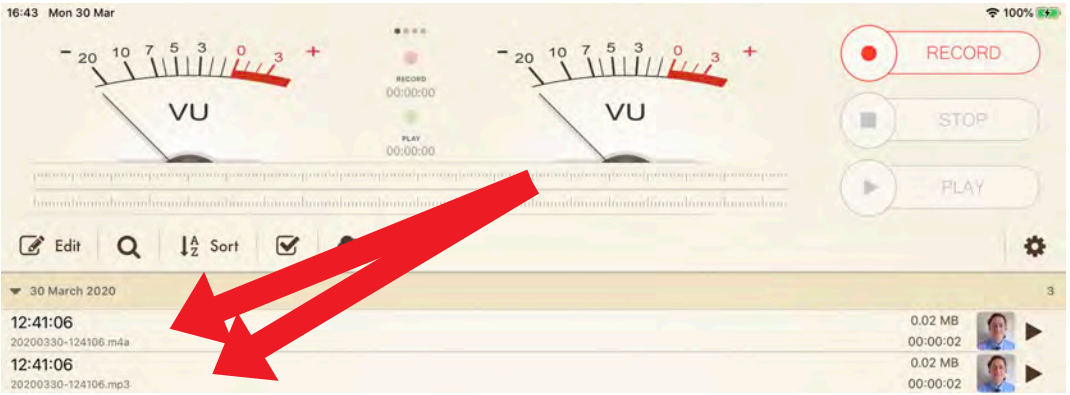 16:43 Mon 30 Mar
100%
- 20 10 7 5 3 0 3 +
VU
RECORD
00:00:00
PLAY
00:00:00
- 20 10 7 5 3 0 3 +
VU
RECORD
STOP
PLAY
Edit
A
Z Sort
30 March 2020
3
12:41:06
20200330-124106.m4a
0.02 MB
00:00:02
12:41:06
20200330-124106.mp3
0.02 MB
00:00:02